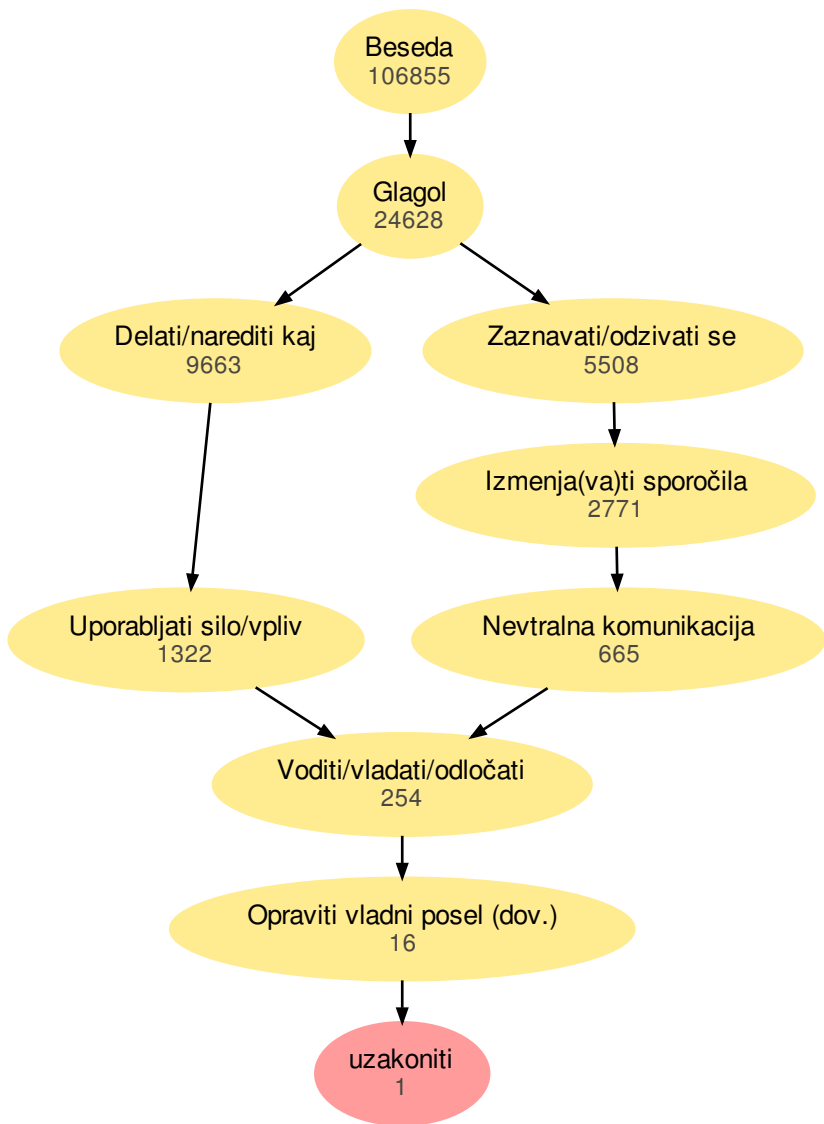 Beseda
106855
Glagol
24628
Delati/narediti kaj
9663
Zaznavati/odzivati se
5508
Izmenja(va)ti sporočila
2771
Uporabljati silo/vpliv
1322
Nevtralna komunikacija
665
Voditi/vladati/odločati
254
Opraviti vladni posel (dov.)
16
uzakoniti
1